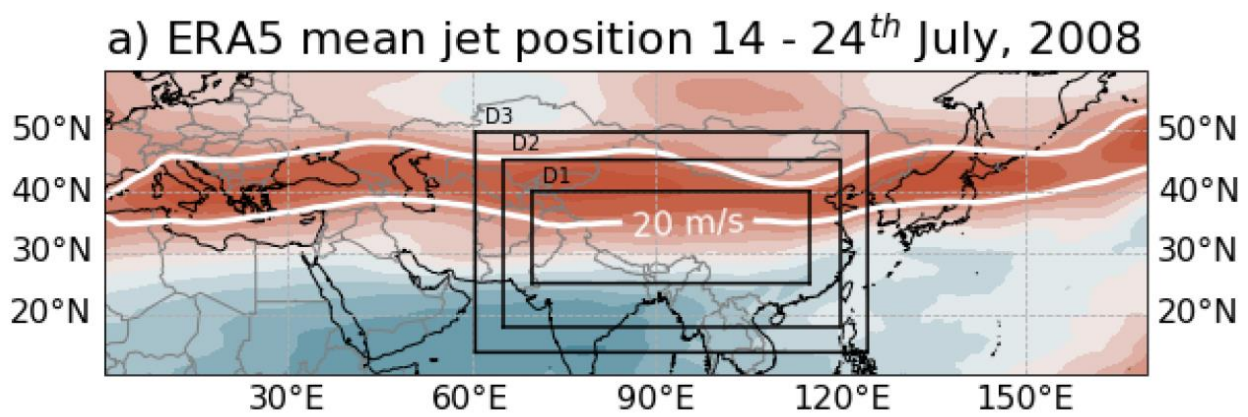 a) ERA5 mean jet position 14 - 24th July, 2008
50°N D3 50°N
D2
40°N D1 40°N
20 m/s
30°N 30°N
20°N 20°N
30°E 60°E 90°E 120°E 150°E